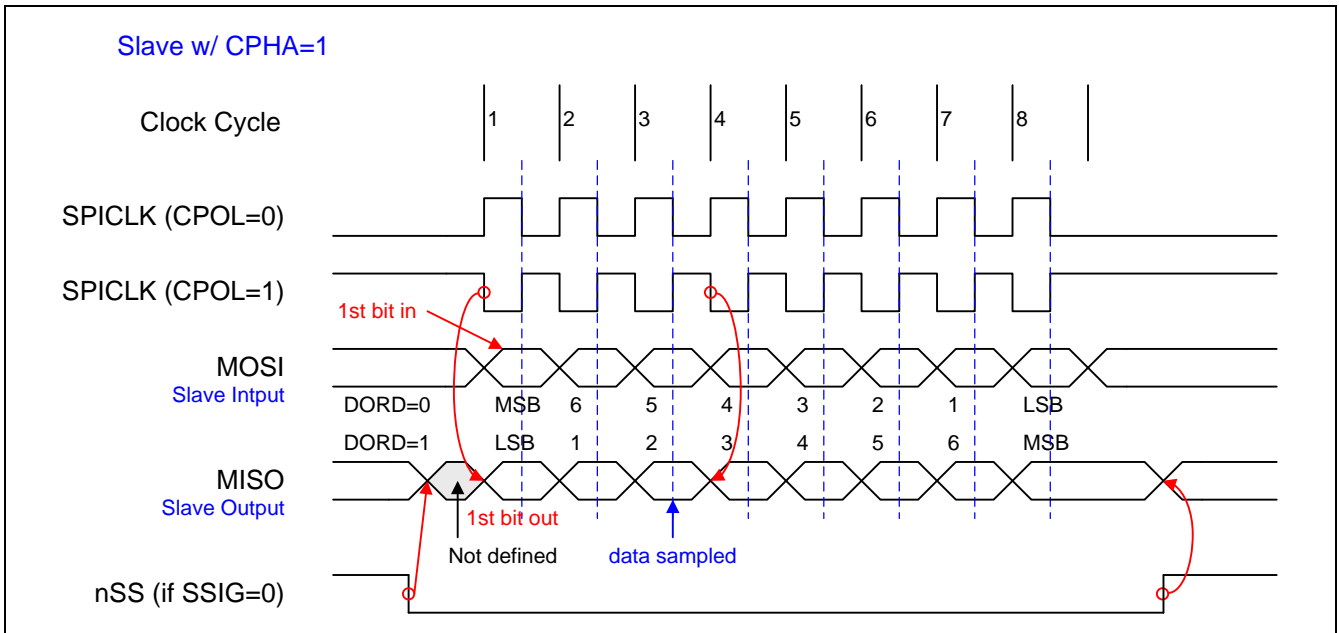 Slave w/ CPHA=1
Clock Cycle
1 2 3 4 5 6 7 8
SPICLK (CPOL=0)
SPICLK (CPOL=1)
1st bit in
MOSI
Slave Intput
DORD=0 MSB 6 5 4 3 2 1 LSB
DORD=1 LSB 1 2 3 4 5 6 MSB
MISO
Slave Output
1st bit out
Not defined data sampled
nSS (if SSIG=0)